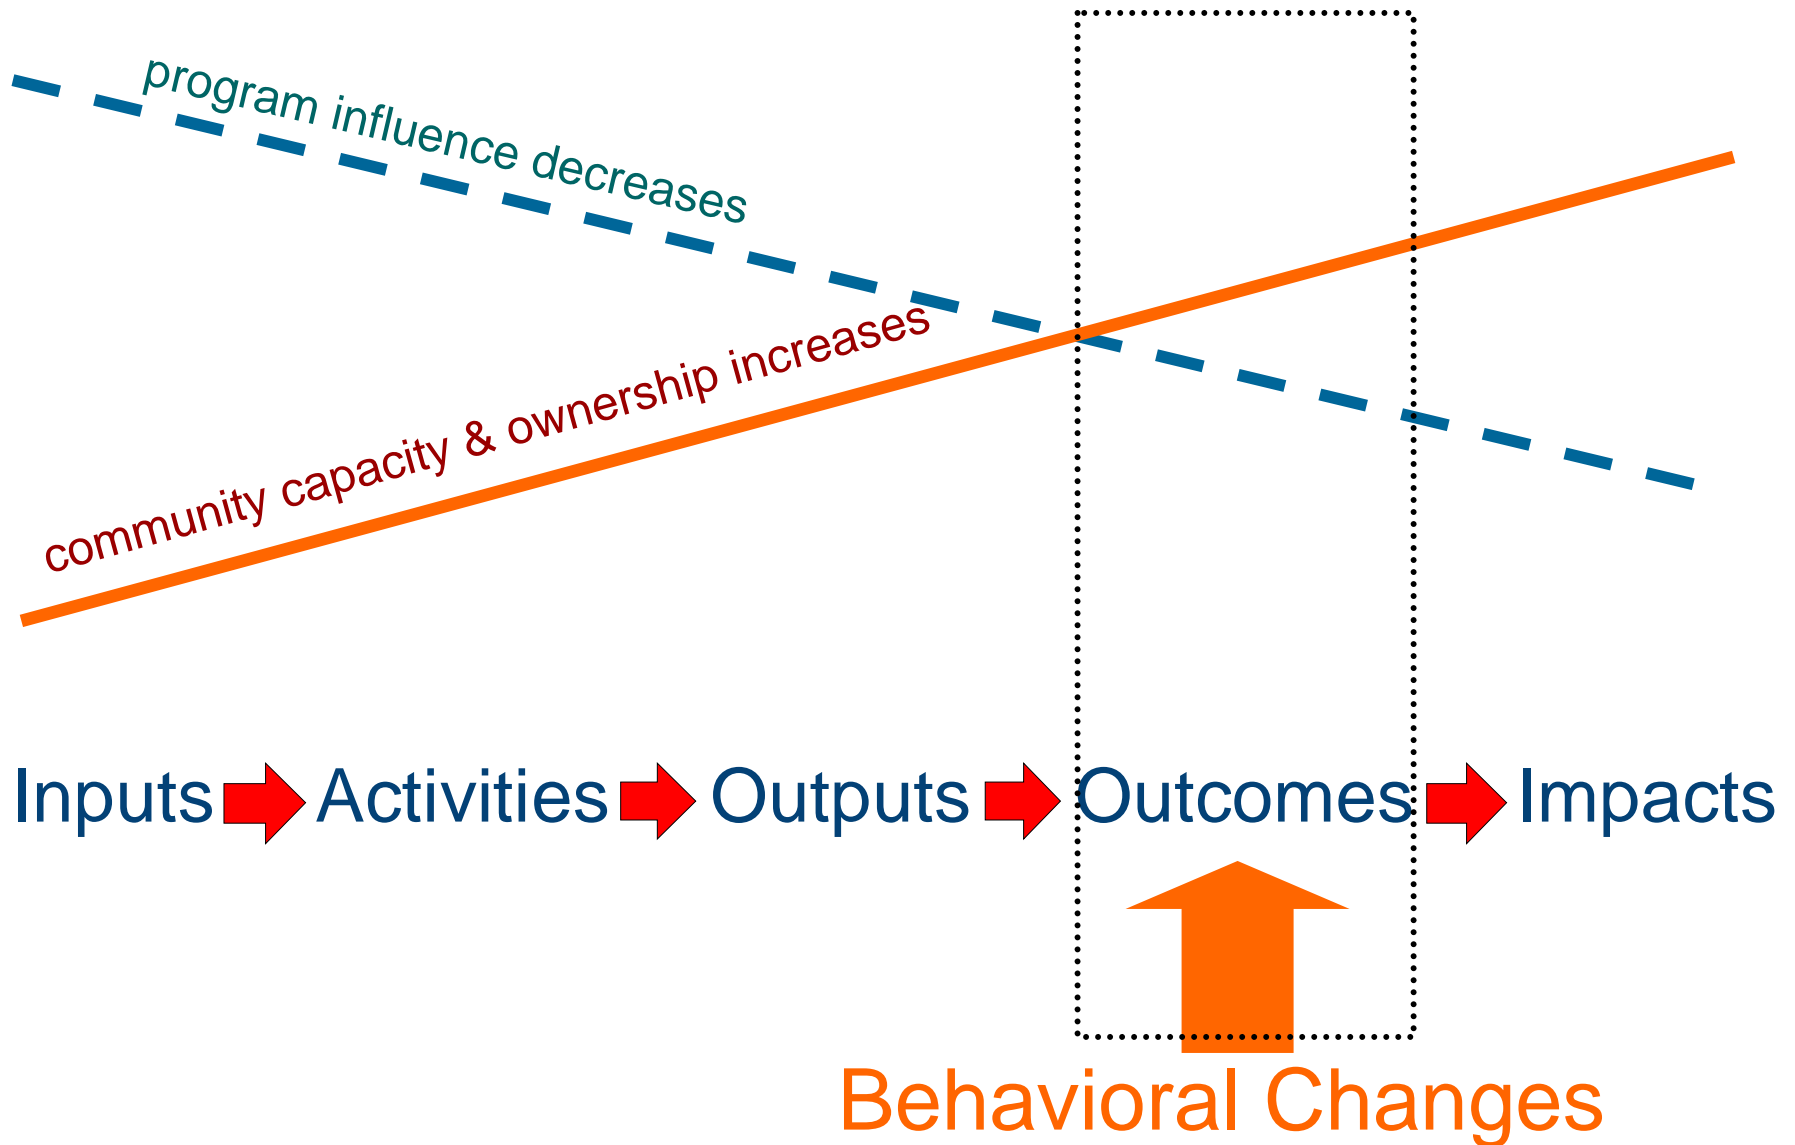 program influence decreases
community capacity & ownership increases
Inputs Activities Outputs Outcomes Impacts
Behavioral Changes